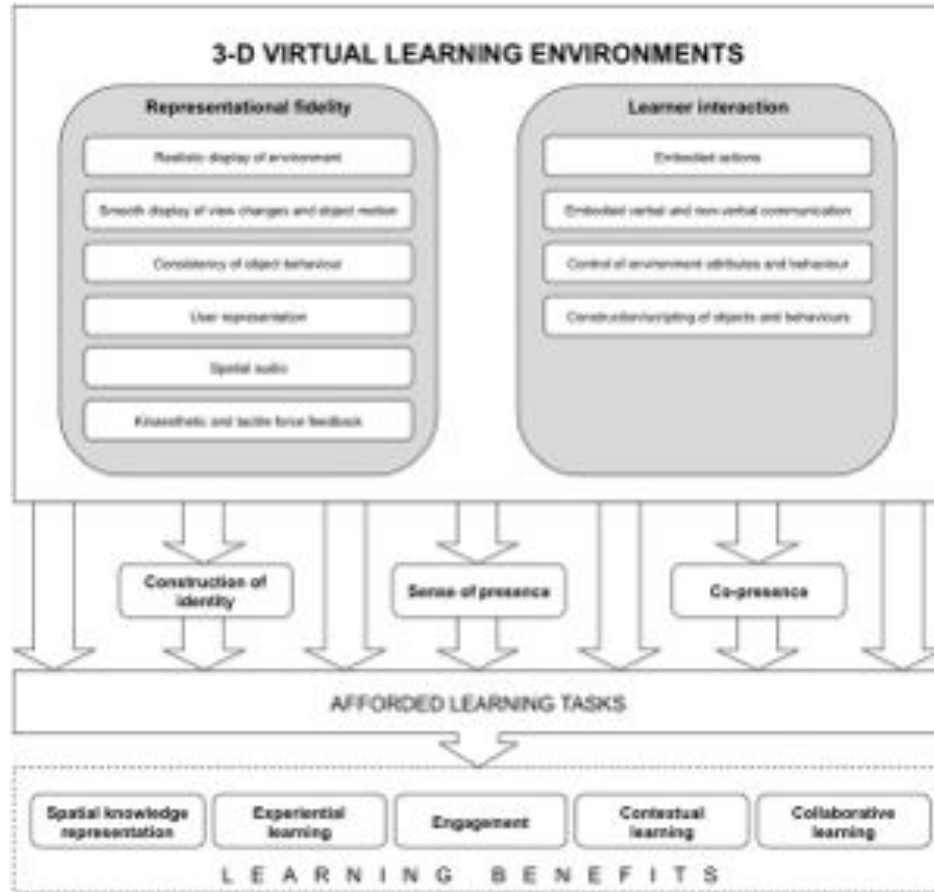 3-D VIRTUAL LEARNING ENVIRONMENTS
Representational fidelity
Realistic display of environment
Smooth display of view changes and object motion
Consistency of object behaviour
User representation
Spatial audio
Kinaesthetic and tactile force feedback
Learner interaction
Embodied actions
Embodied verbal and non-verbal communication
Control of environment attributes and behaviour
Construction/scripting of objects and behaviours
Construction of
identity
Sense of presence
Co-presence
AFFORDED LEARNING TASKS
Spatial knowledge
representation
Experiential
learning
Engagement
Contextual
learning
Collaborative
learning
LEARNING BENEFITS